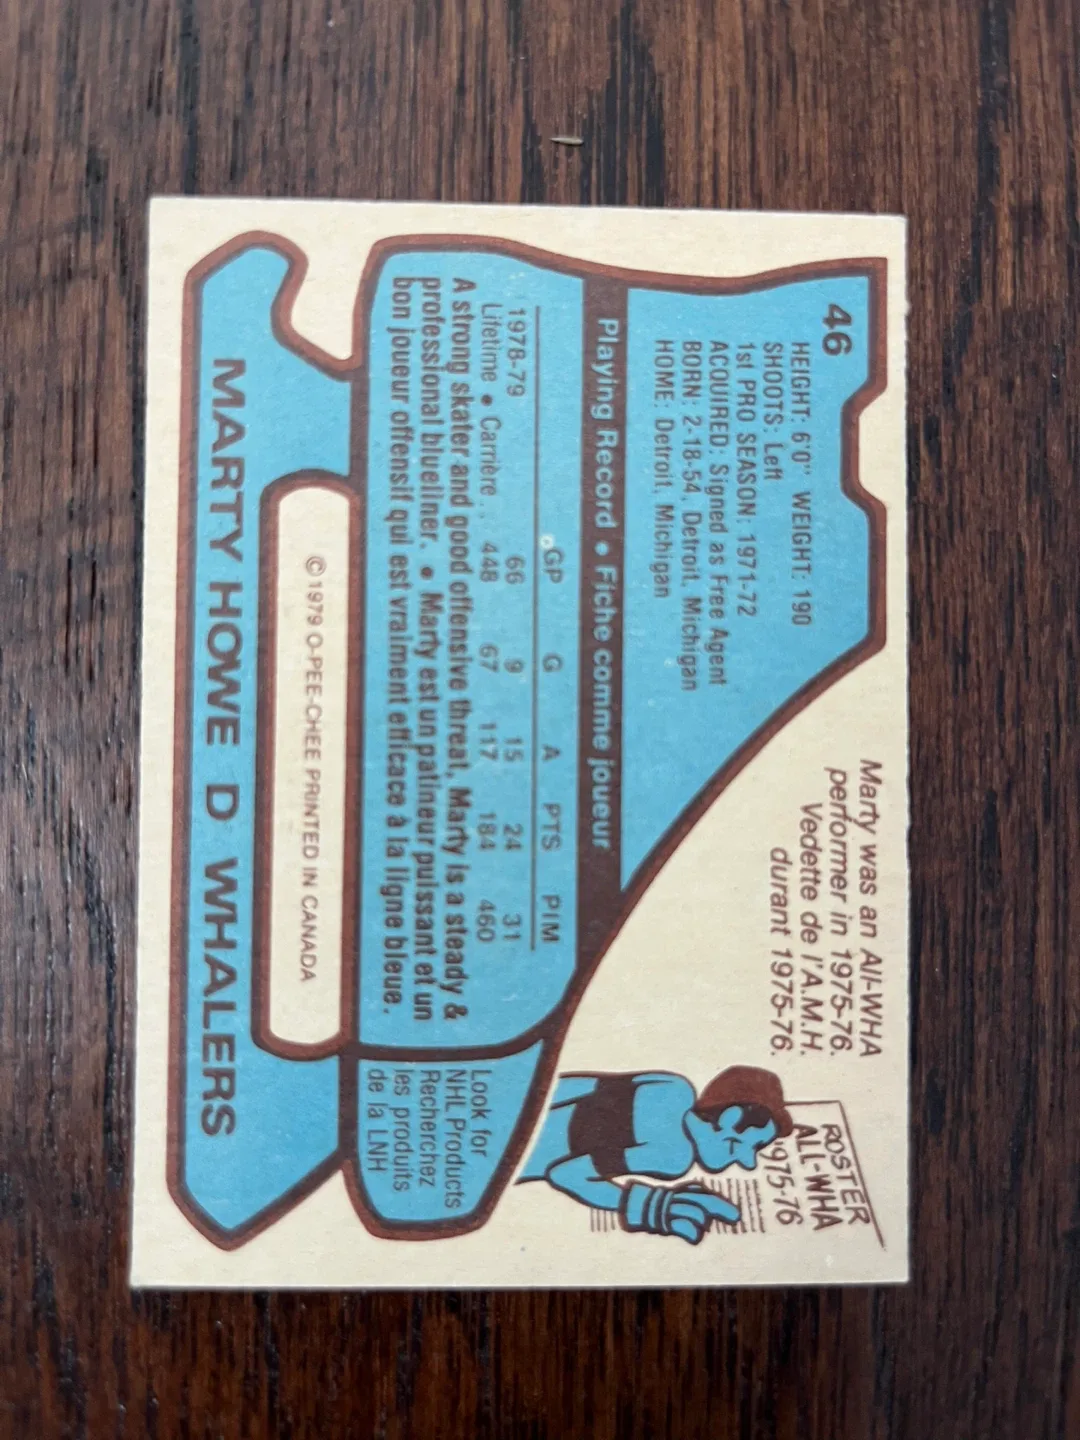 46
HEIGHT: 6'0" WEIGHT: 190
SHOOTS: Left
1st PRO SEASON: 1971-72
ACQUIRED: Signed as Free Agent
BORN: 2-18-54, Detroit, Michigan
HOME: Detroit, Michigan
Marty was an All-WHA
performer in 1975-76.
Vedette de l'A.M.H.
durant 1975-76.
ROSTER
ALL-WHA
1975-76
Playing Record • Fiche comme joueur
GP G A PTS PIM
1978-79 66 9 15 24 31
Lifetime • Carrière . . 448 67 117 184 460
A strong skater and good offensive threat, Marty is a steady &
professional blueliner. • Marty est un patineur puissant et un
bon joueur offensif qui est vraiment efficace à la ligne bleue.
Look for
NHL Products
Recherchez
les produits
de la LNH
© 1979 O-PEE-CHEE PRINTED IN CANADA
MARTY HOWE D WHALERS